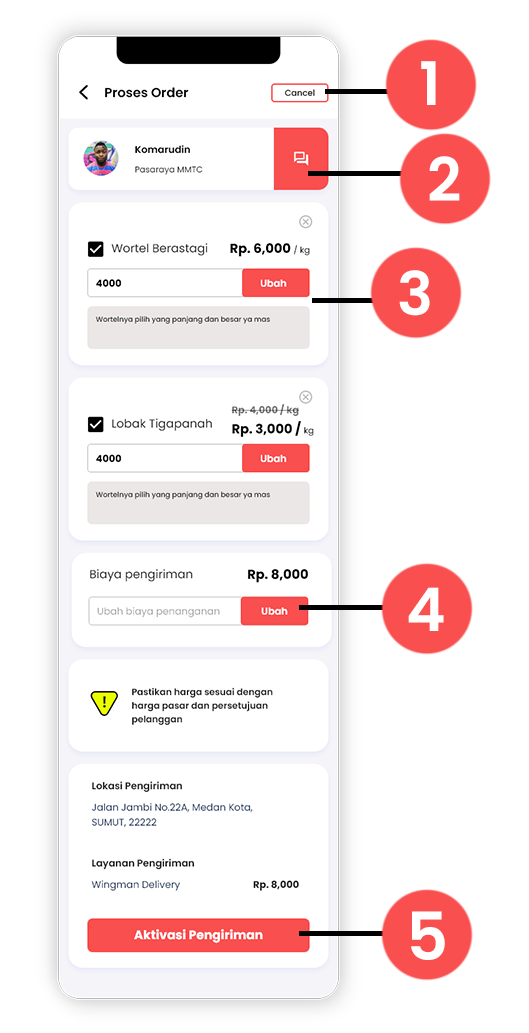 Proses Order
Cancel
1
Komarudin
Pasaraya MMTC
2
Wortel Berastagi
Rp. 6,000 / kg
4000
Ubah
3
Wortelnya pilih yang panjang dan besar ya mas
Rp. 4,000 / kg
Lobak Tigapanah
Rp. 3,000 / kg
4000
Ubah
Wortelnya pilih yang panjang dan besar ya mas
Biaya pengiriman
Rp. 8,000
Ubah biaya penanganan
Ubah
4
!
Pastikan harga sesuai dengan
harga pasar dan persetujuan
pelanggan
Lokasi Pengiriman
Jalan Jambi No.22A, Medan Kota,
SUMUT, 22222
Layanan Pengiriman
Wingman Delivery
Rp. 8,000
Aktivasi Pengiriman
5